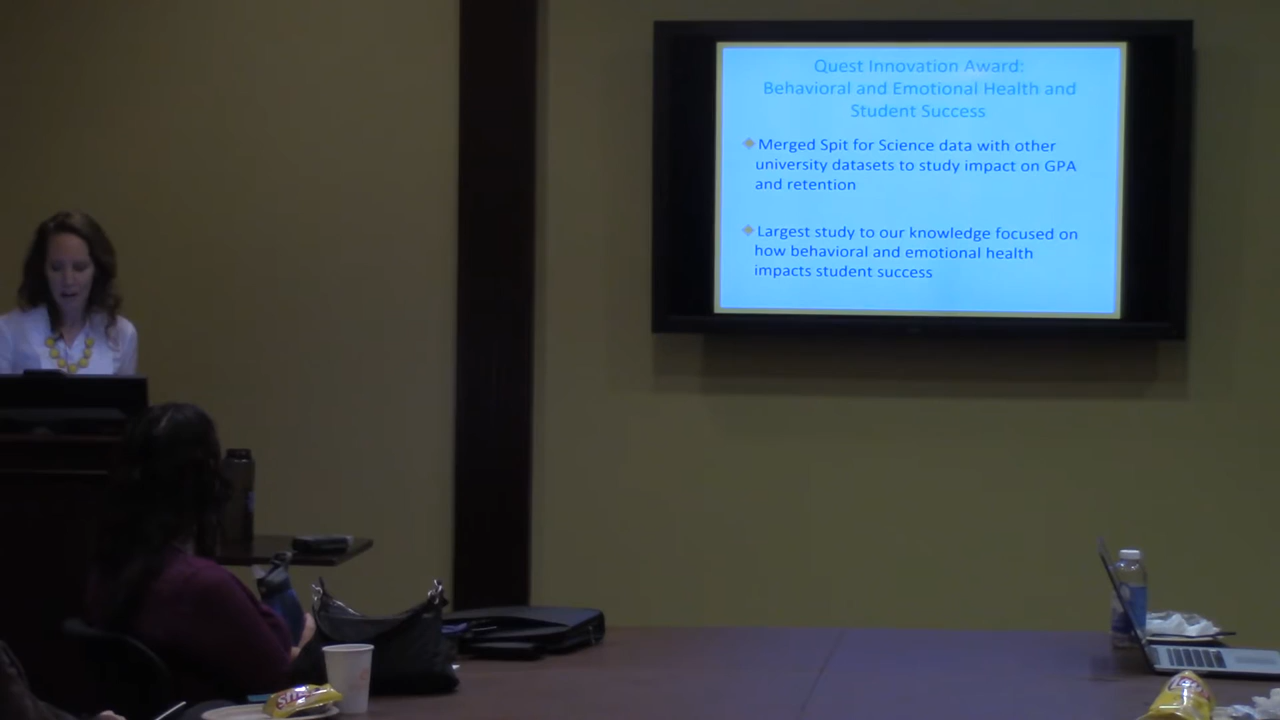 Quest Innovation Award:
Behavioral and Emotional Health and
Student Success
Merged Spit for Science data with other
university datasets to study impact on GPA
and retention
Largest study to our knowledge focused on
how behavioral and emotional health
impacts student success